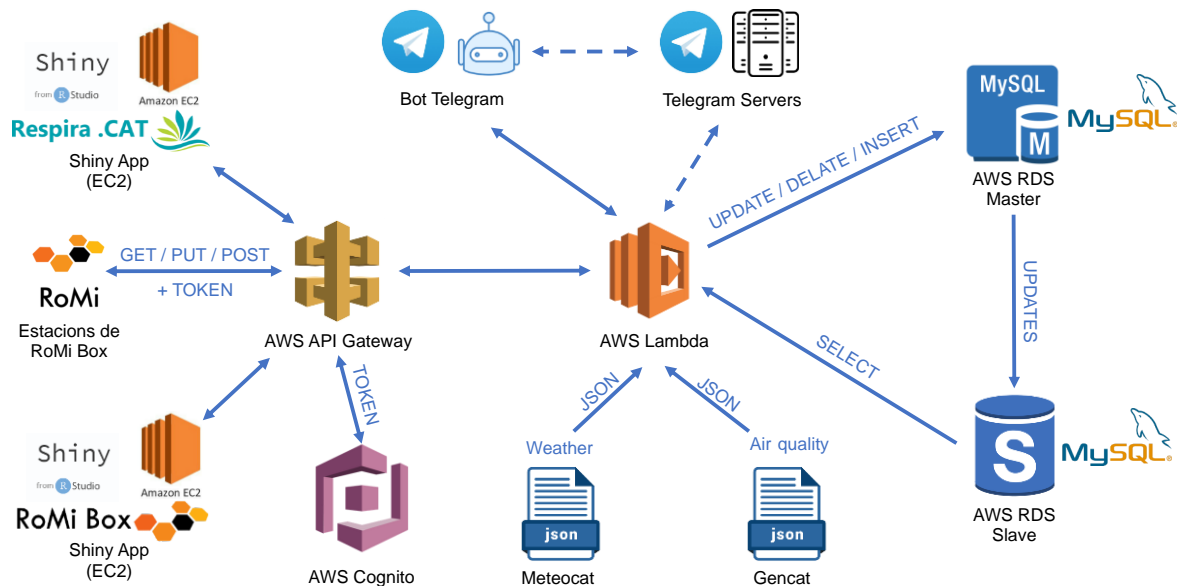 Shiny
from R Studio
Amazon EC2
Respira .CAT
Shiny App
(EC2)
Bot Telegram
Telegram Servers
MySQL
M
MySQL®
AWS RDS
Master
UPDATE / DELATE / INSERT
GET / PUT / POST
+ TOKEN
RoMi
Estacions de
RoMi Box
AWS API Gateway
AWS Lambda
UPDATES
SELECT
TOKEN
JSON
JSON
Weather
Air quality
Shiny
from R Studio
Amazon EC2
RoMi Box
Shiny App
(EC2)
AWS Cognito
json
Meteocat
json
Gencat
S
MySQL®
AWS RDS
Slave